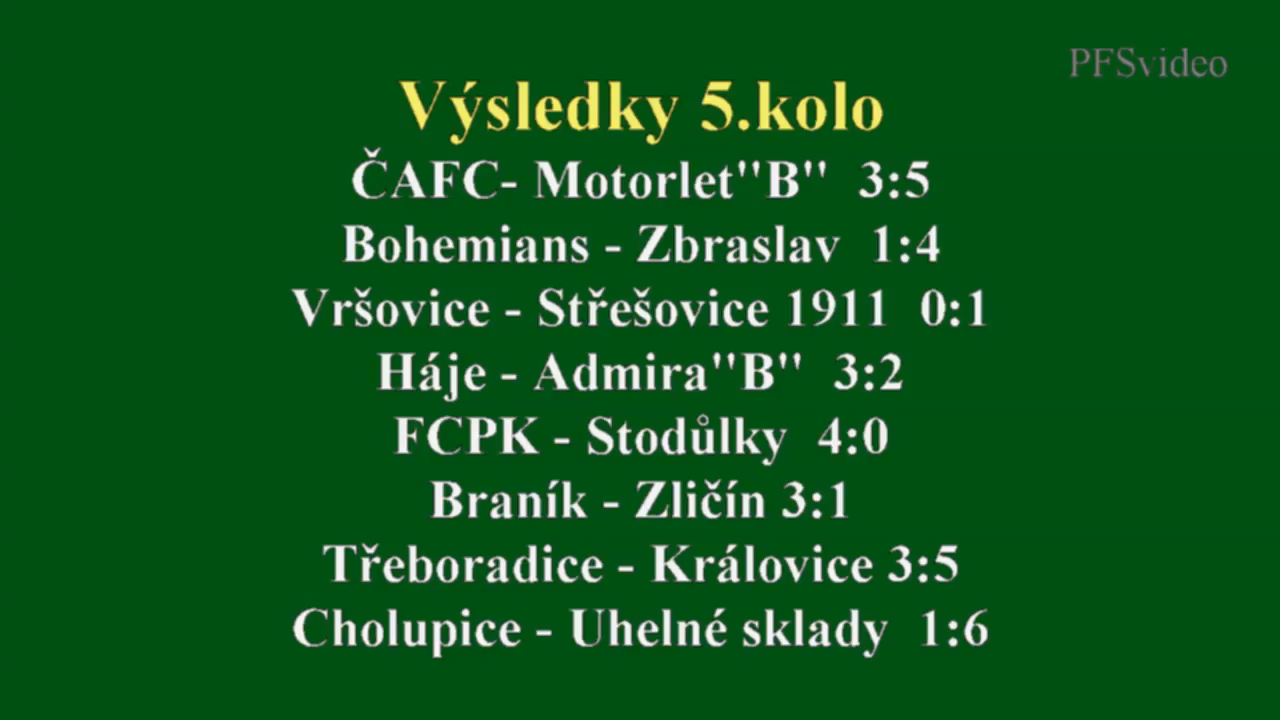 PFSvideo
Výsledky 5.kolo
ČAFC- Motorlet"B" 3:5
Bohemians - Zbraslav 1:4
Vršovice - Střešovice 1911 0:1
Háje - Admira"B" 3:2
FCPK - Stodůlky 4:0
Braník - Zličín 3:1
Třeboradice - Královice 3:5
Cholupice - Uhelné sklady 1:6